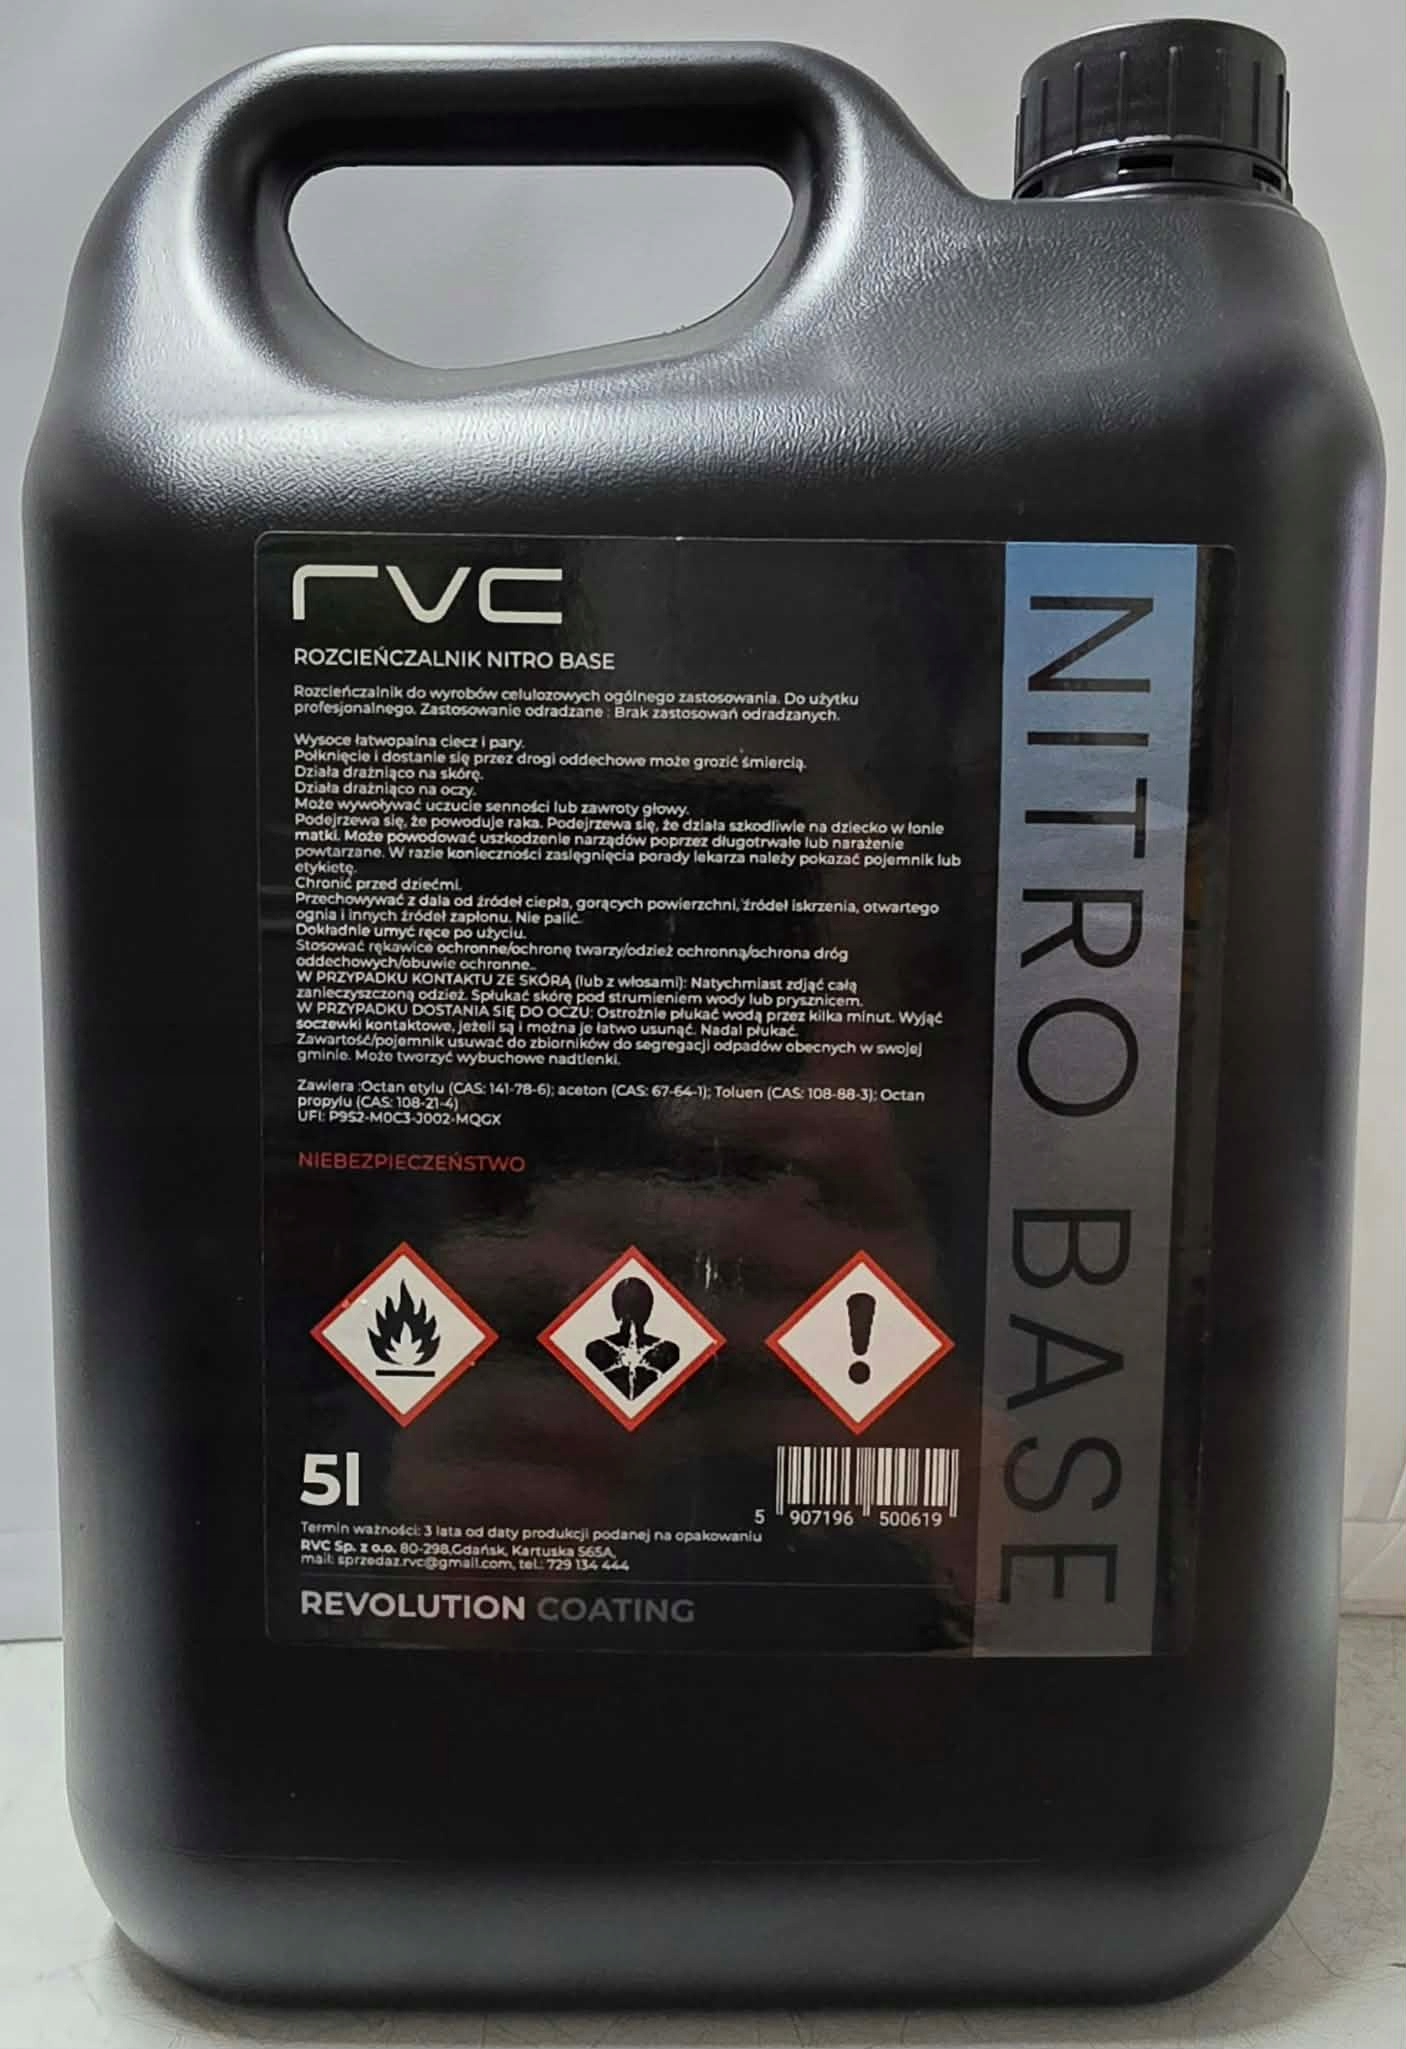 rvc
ROZCIEŃCZALNIK NITRO BASE
Rozcieńczalnik do wyrobów celulozowych ogólnego zastosowania. Do użytku
profesjonalnego. Zastosowanie odradzane : Brak zastosowań odradzanych.
Wysoce łatwopalna ciecz i pary.
Połknięcie i dostanie się przez drogi oddechowe może grozić śmiercią.
Działa drażniąco na skórę.
Działa drażniąco na oczy.
Może wywoływać uczucie senności lub zawroty głowy.
Podejrzewa się, że powoduje raka. Podejrzewa się, że działa szkodliwie na dziecko w łonie
matki. Może powodować uszkodzenie narządów poprzez długotrwałe lub narażenie
powtarzane. W razie konieczności zasięgnięcia porady lekarza należy pokazać pojemnik lub
etykietę.
Chronić przed dziećmi.
Przechowywać z dala od źródeł ciepła, gorących powierzchni, źródeł iskrzenia, otwartego
ognia i innych źródeł zapłonu. Nie palić.
Dokładnie umyć ręce po użyciu.
Stosować rękawice ochronne/ochronę twarzy/odzież ochronną/ochrona dróg
oddechowych/obuwie ochronne..
W PRZYPADKU KONTAKTU ZE SKÓRĄ (lub z włosami): Natychmiast zdjąć całą
zanieczyszczoną odzież. Spłukać skórę pod strumieniem wody lub prysznicem.
W PRZYPADKU DOSTANIA SIĘ DO OCZU: Ostrożnie płukać wodą przez kilka minut. Wyjąć
soczewki kontaktowe, jeżeli są i można je łatwo usunąć. Nadal płukać.
Zawartość/pojemnik usuwać do zbiorników do segregacji odpadów obecnych w swojej
gminie. Może tworzyć wybuchowe nadtlenki.
Zawiera :Octan etylu (CAS: 141-78-6); aceton (CAS: 67-64-1); Toluen (CAS: 108-88-3); Octan
propylu (CAS: 108-21-4)
UFI: P9S2-M0C3-J002-MQGX
NIEBEZPIECZEŃSTWO
5l
5 907196 500619
Termin ważności: 3 lata od daty produkcji podanej na opakowaniu
RVC Sp. z o.o. 80-298,Gdańsk, Kartuska 565A,
mail: sprzedaz.rvc@gmail.com, tel.: 729 134 444
REVOLUTION COATING
NITRO BASE